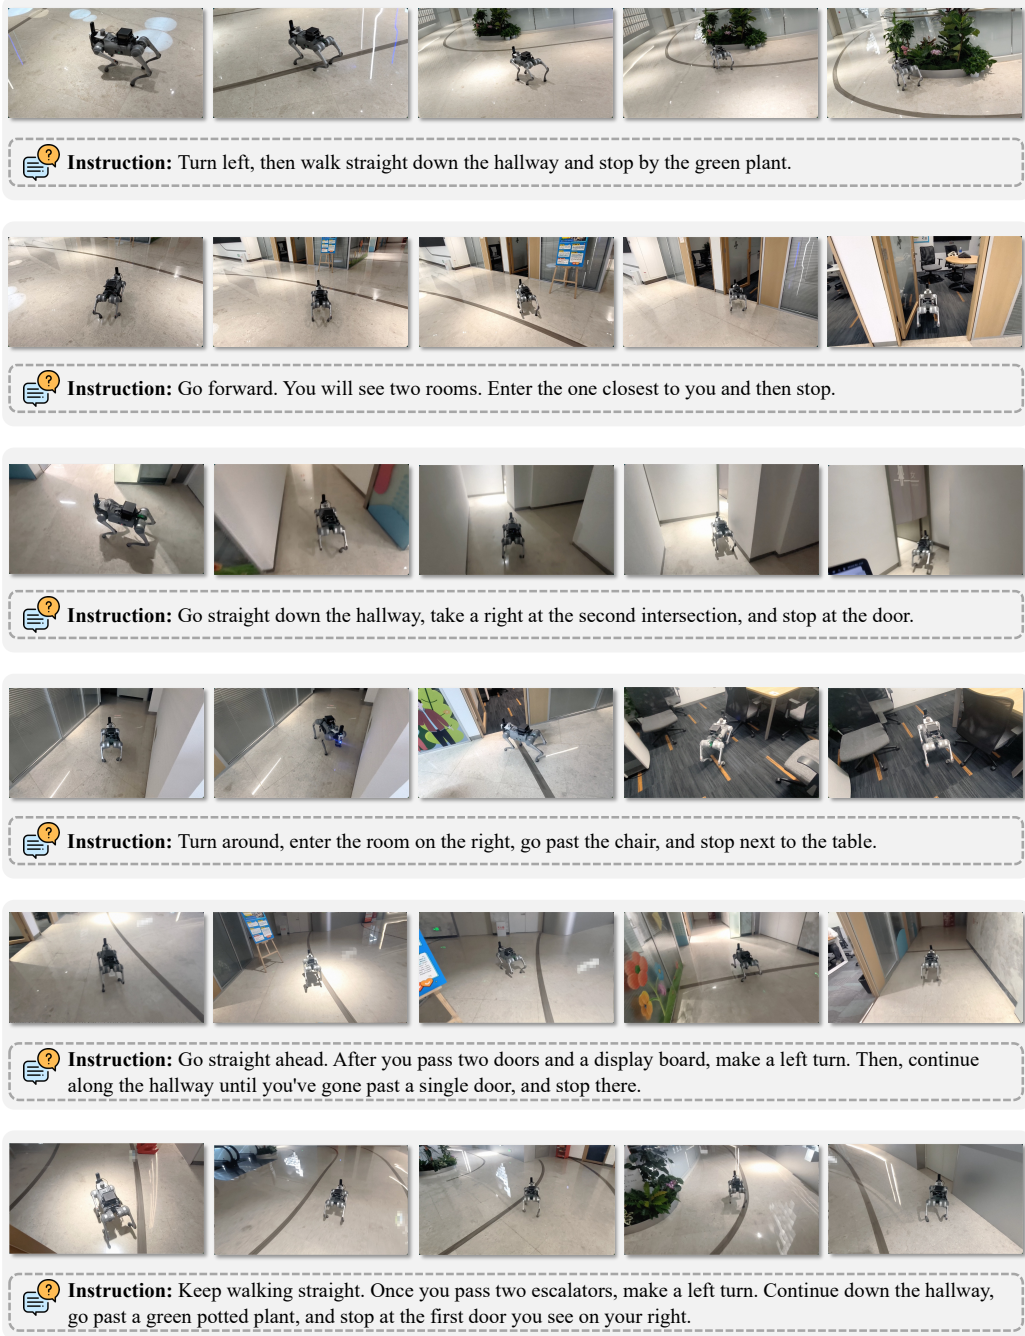 Instruction: Turn left, then walk straight down the hallway and stop by the green plant.
Instruction: Go forward. You will see two rooms. Enter the one closest to you and then stop.
Instruction: Go straight down the hallway, take a right at the second intersection, and stop at the door.
Instruction: Turn around, enter the room on the right, go past the chair, and stop next to the table.
Instruction: Go straight ahead. After you pass two doors and a display board, make a left turn. Then, continue
along the hallway until you've gone past a single door, and stop there.
Instruction: Keep walking straight. Once you pass two escalators, make a left turn. Continue down the hallway,
go past a green potted plant, and stop at the first door you see on your right.